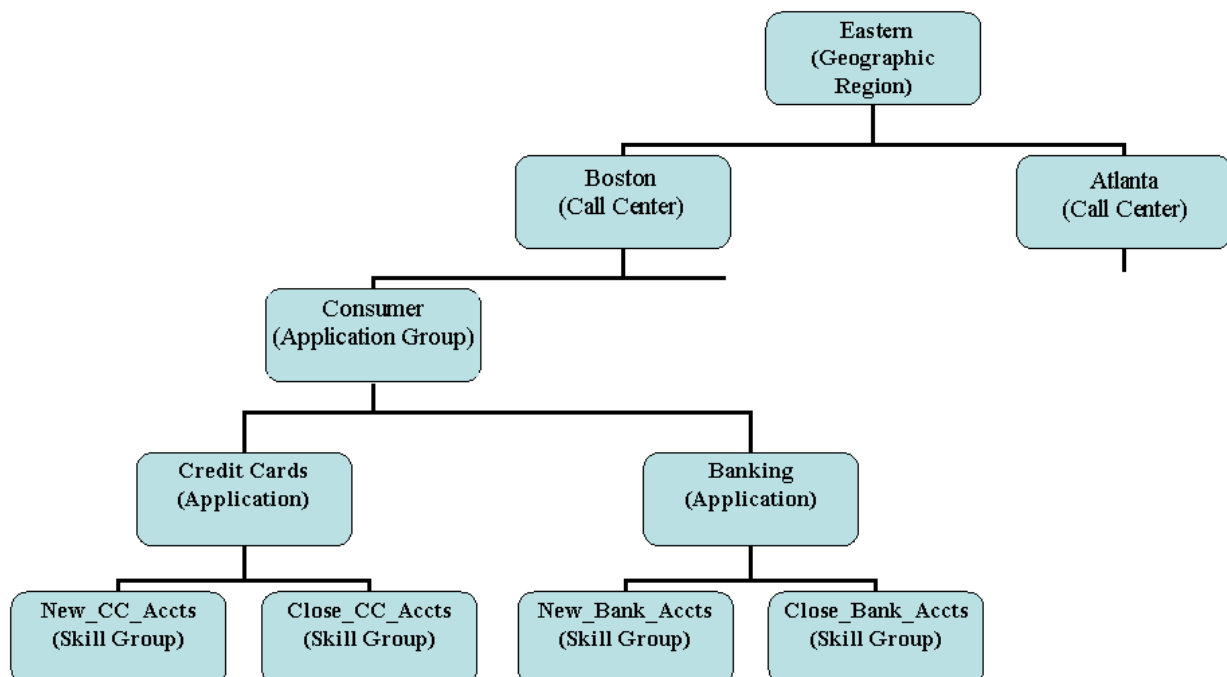 Eastern
(Geographic
Region)
Boston
(Call Center)
Atlanta
(Call Center)
Consumer
(Application Group)
Credit Cards
(Application)
Banking
(Application)
New_CC_Accts
(Skill Group)
Close_CC_Accts
(Skill Group)
New_Bank_Accts
(Skill Group)
Close_Bank_Accts
(Skill Group)